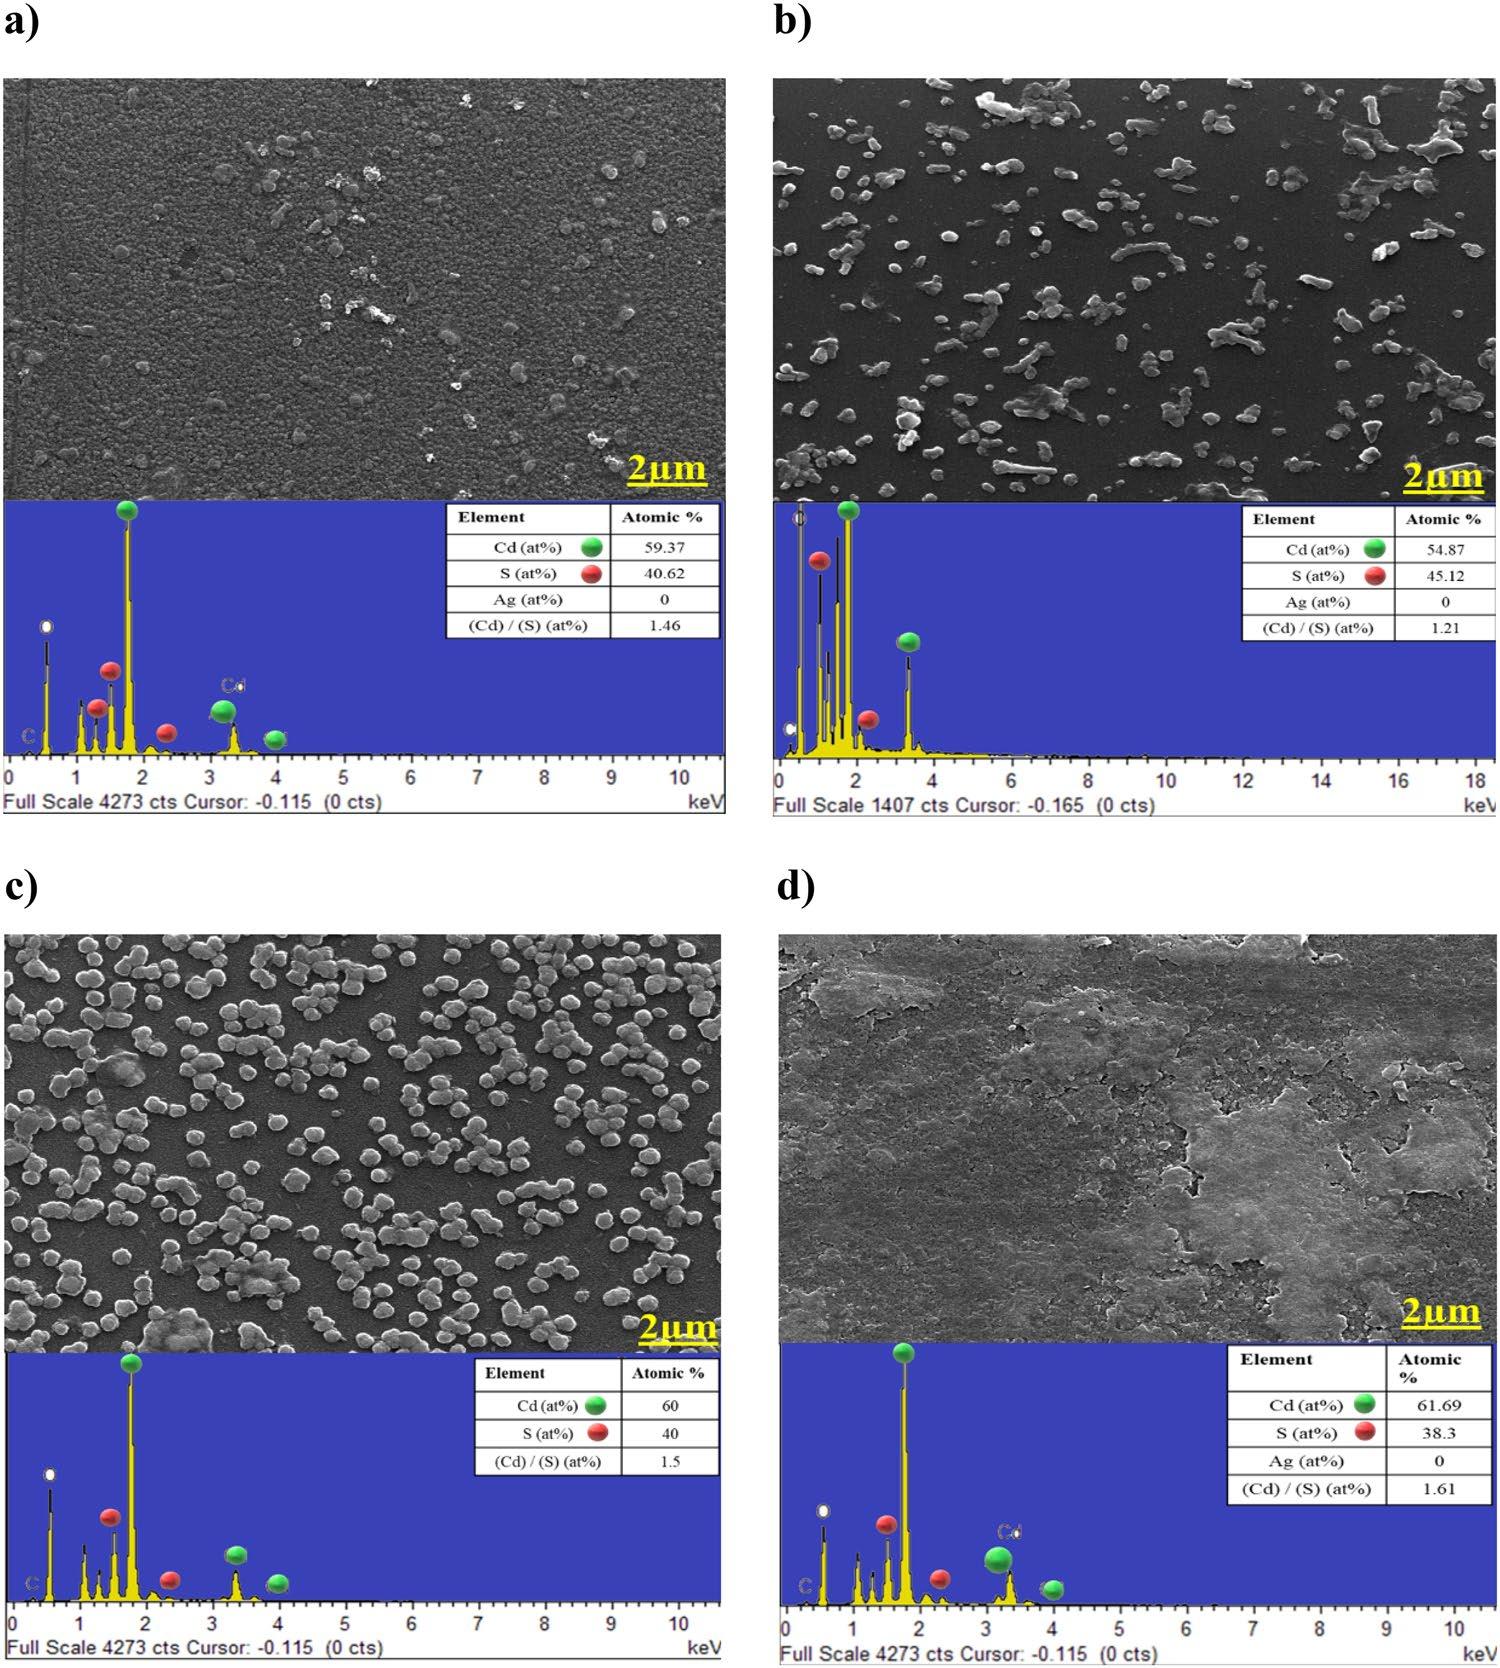 a)
2µm
Element Atomic %
Cd (at%) 59.37
S (at%) 40.62
Ag (at%) 0
(Cd) / (S) (at%) 1.46
O
Cd
C
0 1 2 3 4 5 6 7 8 9 10
Full Scale 4273 cts Cursor: -0.115 (0 cts) keV
b)
2µm
Element Atomic %
Cd (at%) 54.87
S (at%) 45.12
Ag (at%) 0
(Cd) / (S) (at%) 1.21
0 2 4 6 8 10 12 14 16 18
Full Scale 1407 cts Cursor: -0.165 (0 cts) keV
c)
2µm
Element Atomic %
Cd (at%) 60
S (at%) 40
(Cd) / (S) (at%) 1.5
O
C
0 1 2 3 4 5 6 7 8 9 10
Full Scale 4273 cts Cursor: -0.115 (0 cts) keV
d)
2µm
Element Atomic
%
Cd (at%) 61.69
S (at%) 38.3
Ag (at%) 0
(Cd) / (S) (at%) 1.61
O
Cd
C
0 1 2 3 4 5 6 7 8 9 10
Full Scale 4273 cts Cursor: -0.115 (0 cts) keV